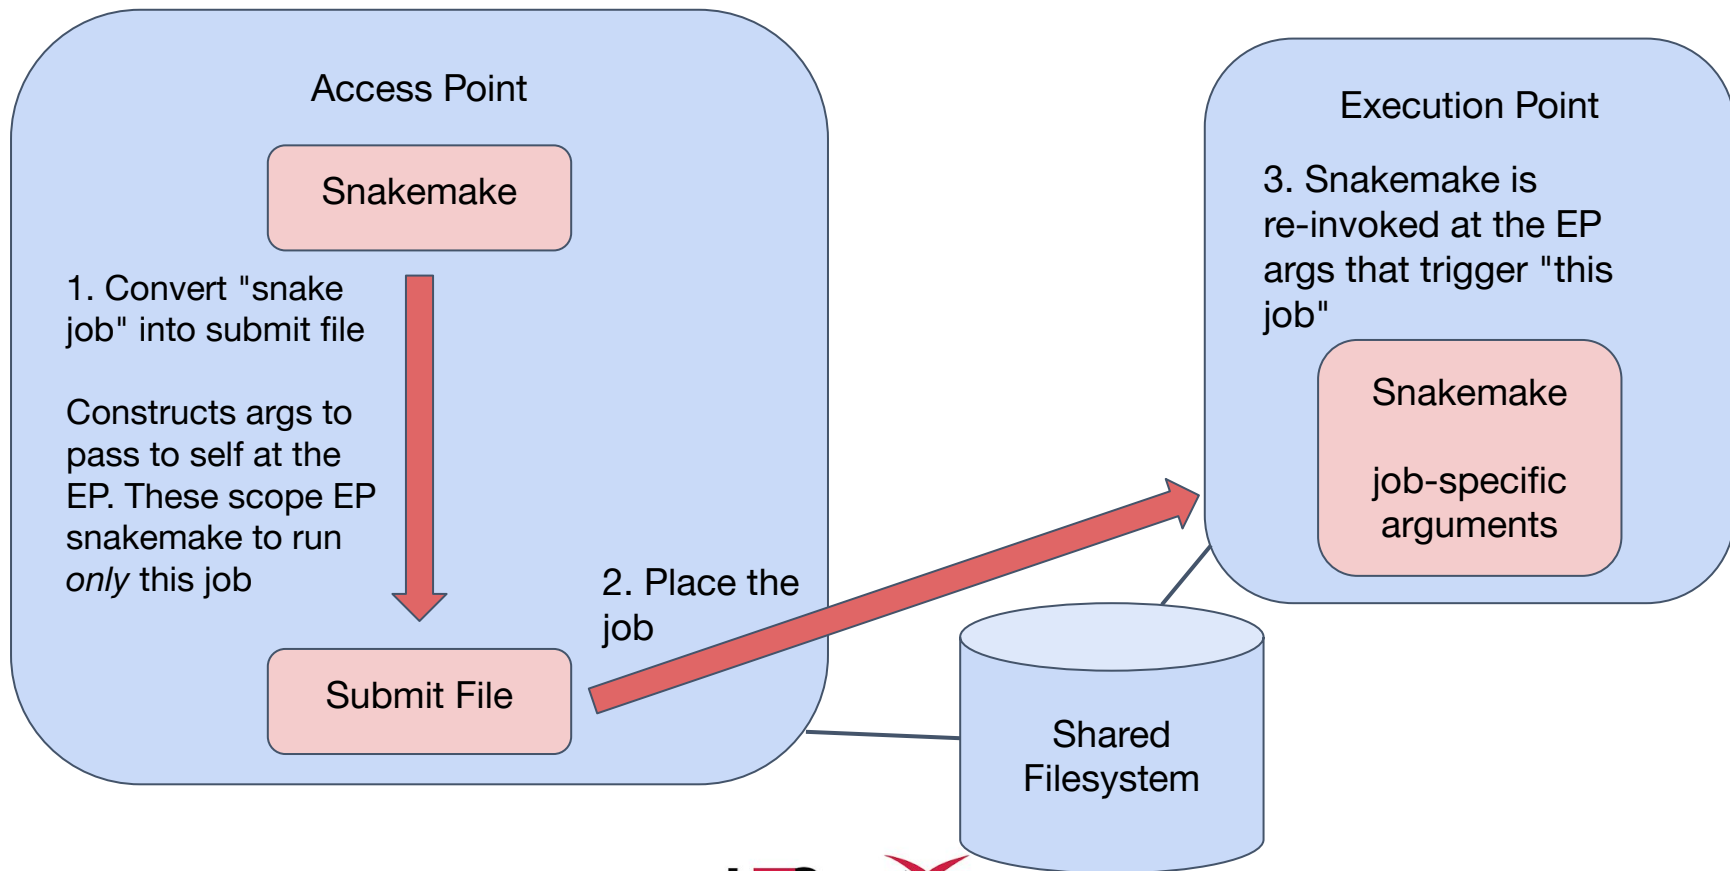 Access Point
Snakemake
1. Convert "snake
job" into submit file
Constructs args to
pass to self at the
EP. These scope EP
snakemake to run
only this job
Submit File
2. Place the
job
Execution Point
3. Snakemake is
re-invoked at the EP
args that trigger "this
job"
Snakemake
job-specific
arguments
Shared
Filesystem